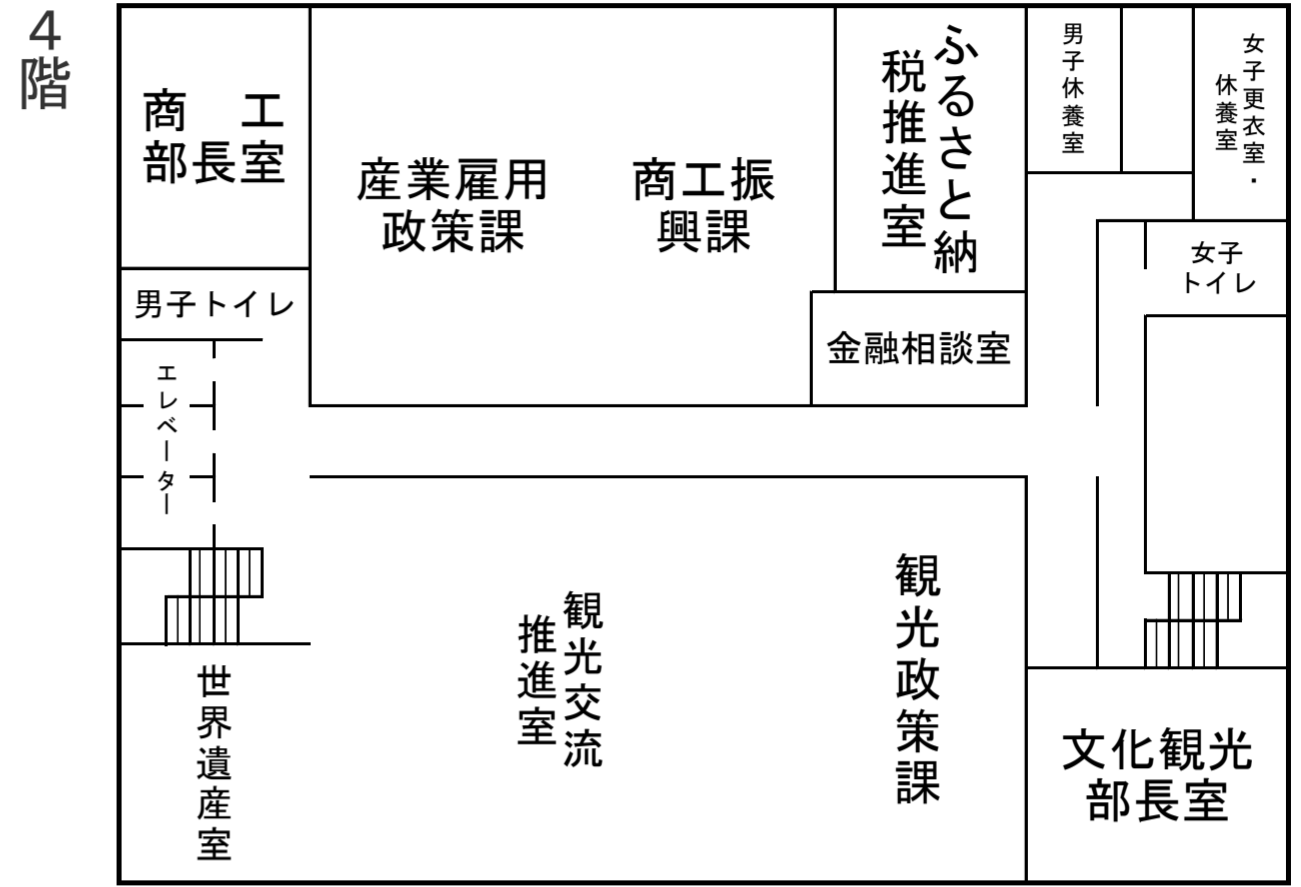 4階
商　工
部長室
産業雇用
政策課
商工振
興課
ふるさと納
税推進室
男子休養室
女子更衣室・
休養室
男子トイレ
金融相談室
女子
トイレ
エレベーター
世界遺産室
観光交流
推進室
観光政策課
文化観光
部長室